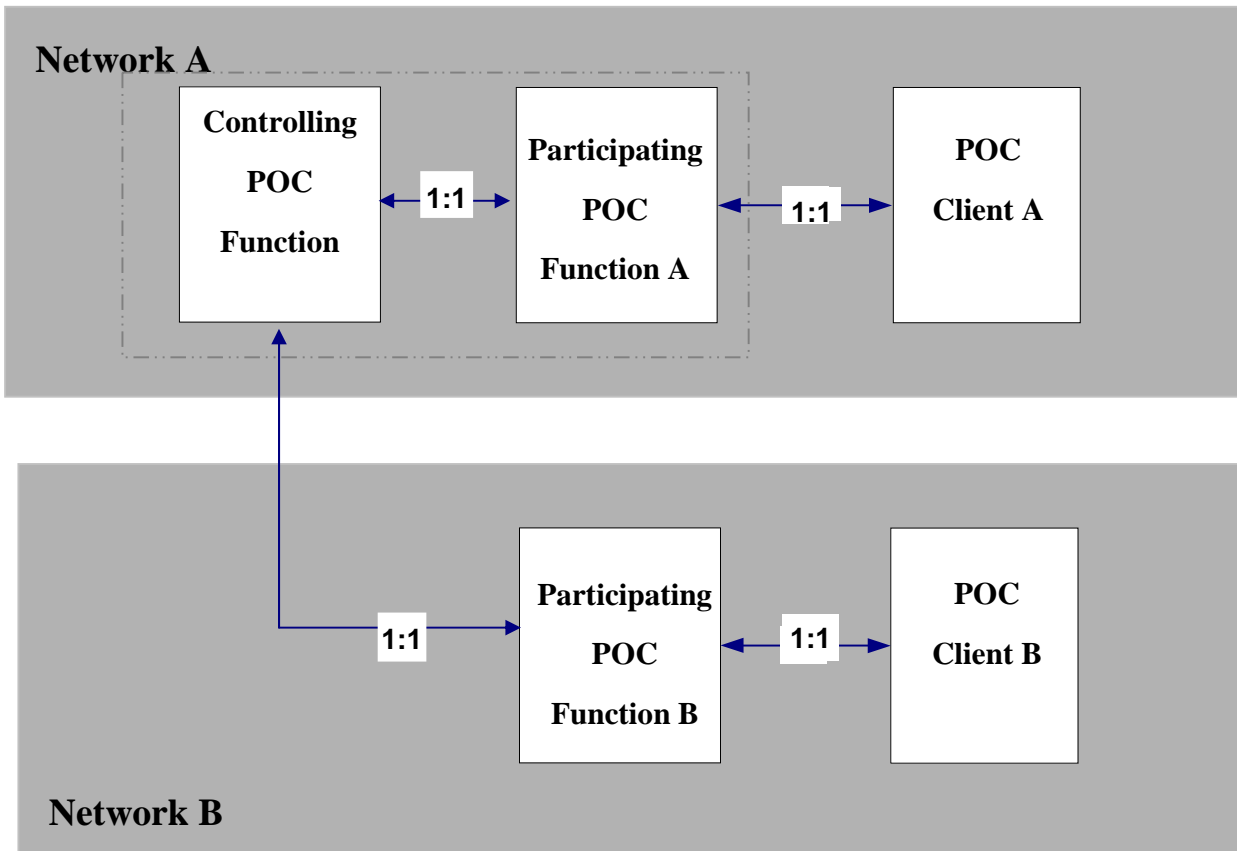 Network A
Controlling
POC
Function
1:1
Participating
POC
Function A
1:1
POC
Client A
1:1
Participating
POC
Function B
1:1
POC
Client B
Network B